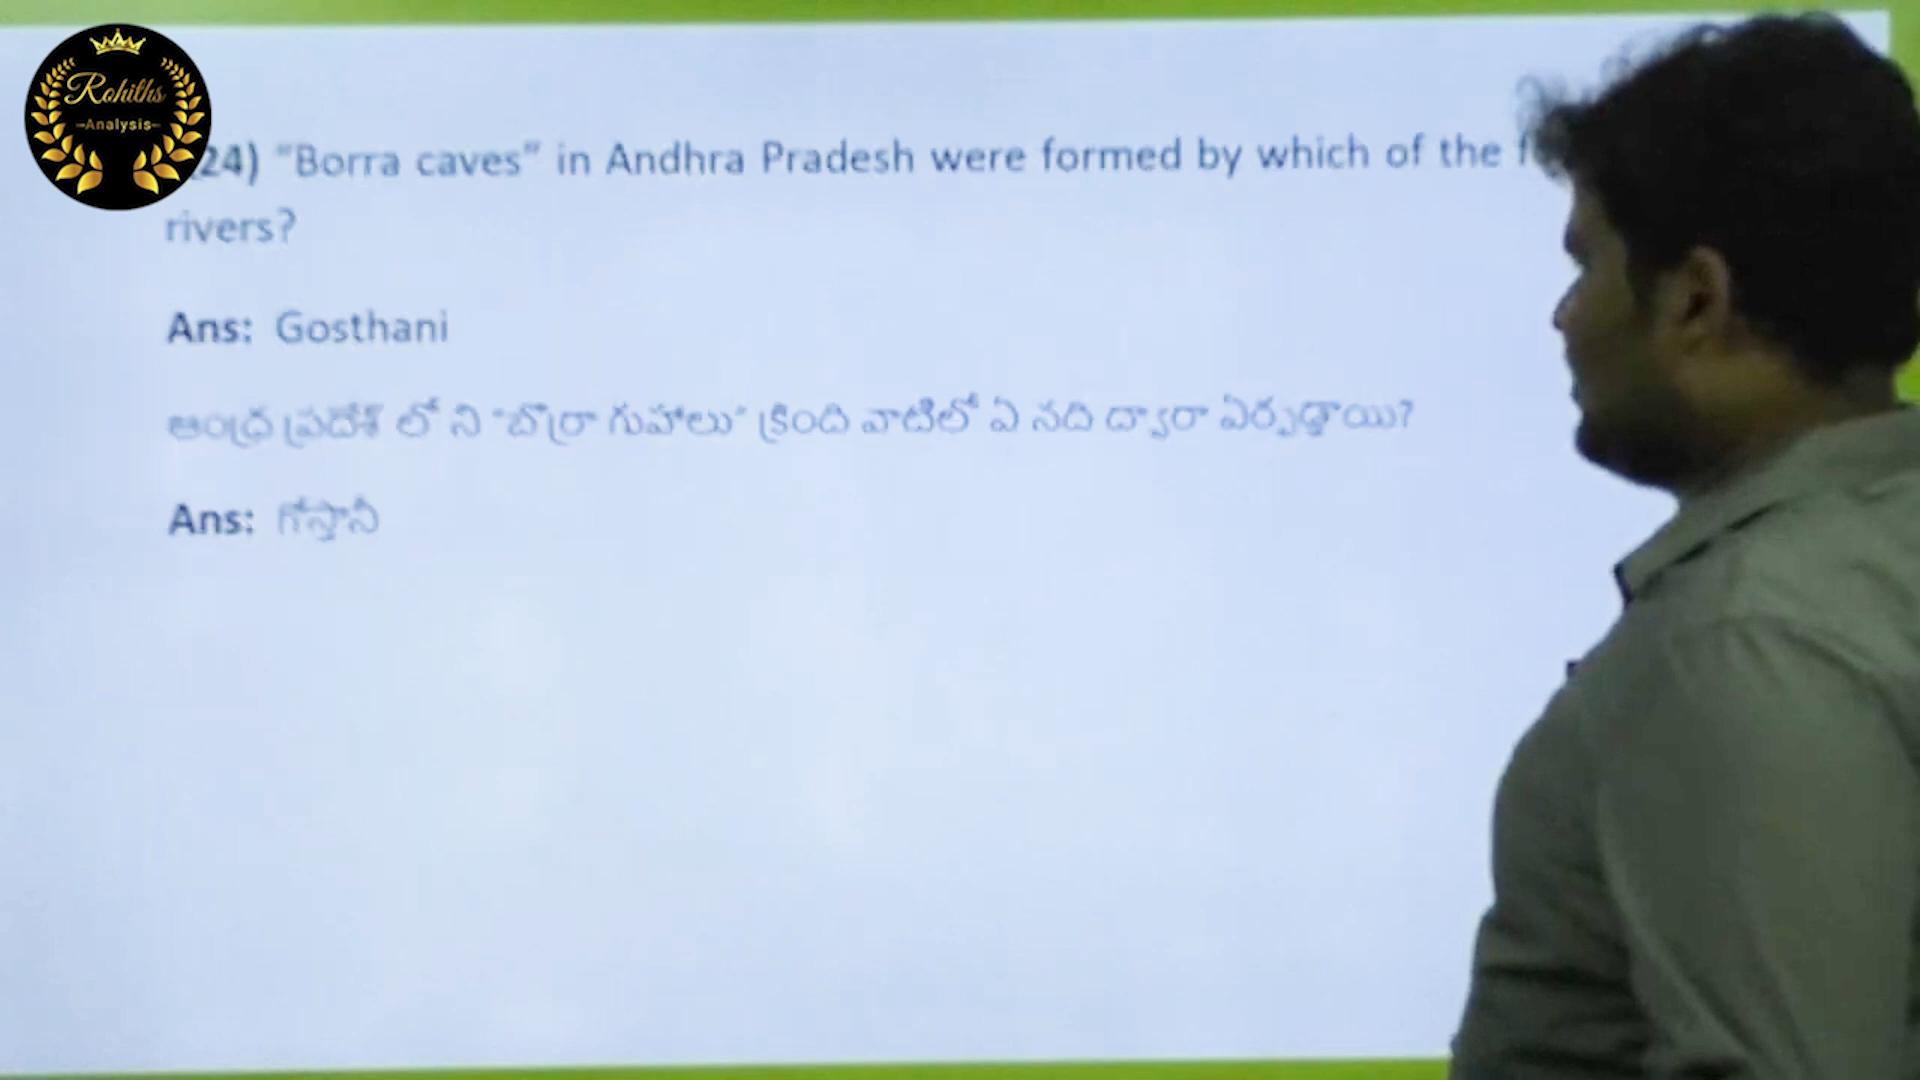 Rohiths
-Analysis-
24) "Borra caves" in Andhra Pradesh were formed by which of the
rivers?
Ans: Gosthani
ఆంధ్ర ప్రదేశ్ లో ని "బొర్రా గుహాలు" క్రింది వాటిలో ఏ నది ద్వారా ఏర్పడ్డాయి?
Ans: గోస్తానీ